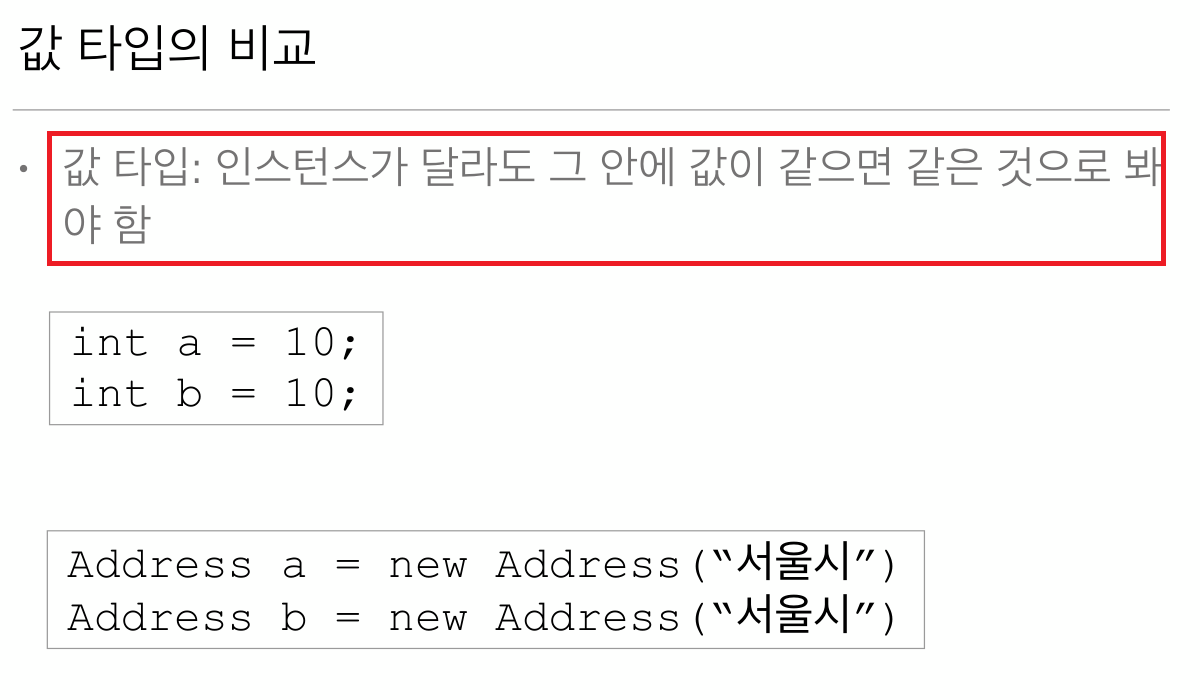 값 타입의 비교
• 값 타입: 인스턴스가 달라도 그 안에 값이 같으면 같은 것으로 봐
야 함
int a = 10;
int b = 10;
Address a = new Address(“서울시”)
Address b = new Address(“서울시”)